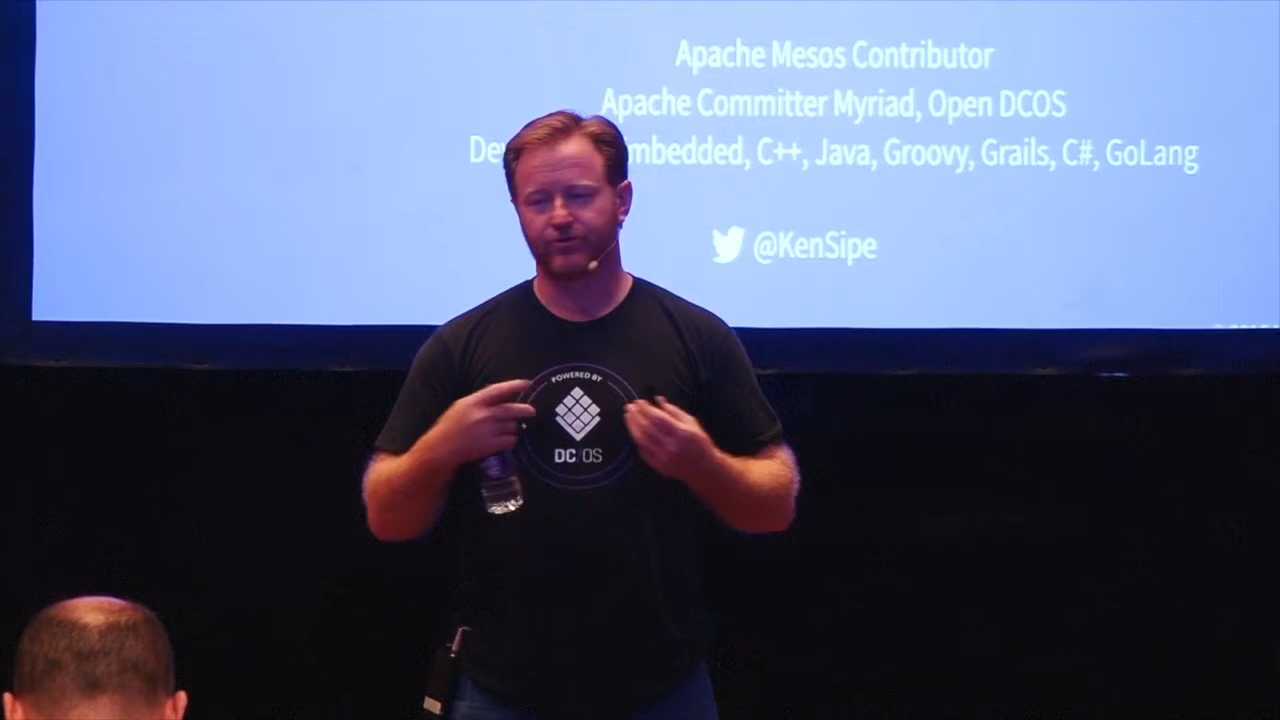 Apache Mesos Contributor
Apache Committer Myriad, Open DCOS
mbedded, C++, Java, Groovy, Grails, C#, GoLang
@KenSipe
POWERED BY
DC/OS